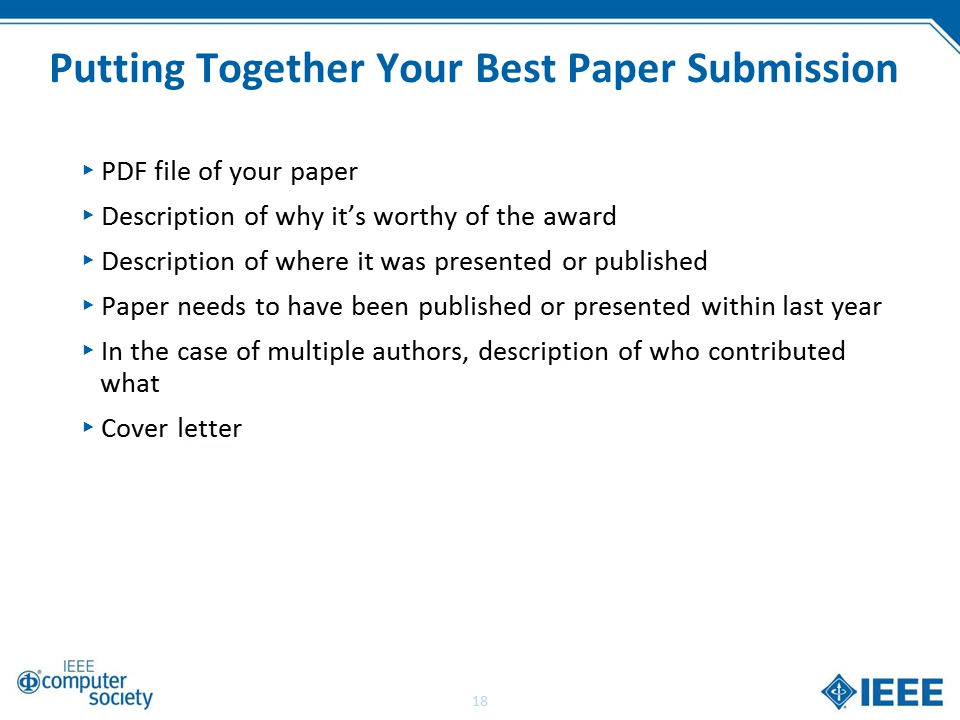 Putting Together Your Best Paper Submission
▸ PDF file of your paper
▸ Description of why it’s worthy of the award
▸ Description of where it was presented or published
▸ Paper needs to have been published or presented within last year
▸ In the case of multiple authors, description of who contributed
what
▸ Cover letter
IEEE
computer
society
18
IEEE